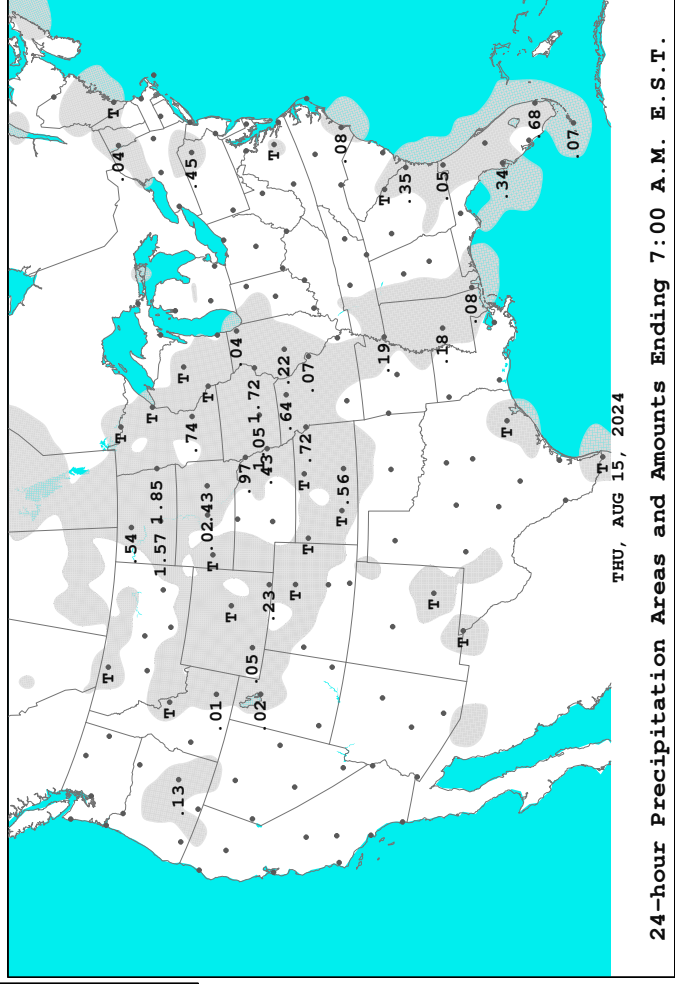 T
T .04
T
.54
T
1.57 1.85
T
.13
T
.74 .45
T
T .02 .43
.01
T
.04
.97
.05 1.72
1.05
.02
.43
.23
T
.22
.64
T
T .72
T .07
T .56 .08
.19
T
.35
T
.18 .05
T
.08
.34
T
.68
.07
T
THU, AUG 15, 2024
24-hour Precipitation Areas and Amounts Ending 7:00 A.M. E.S.T.